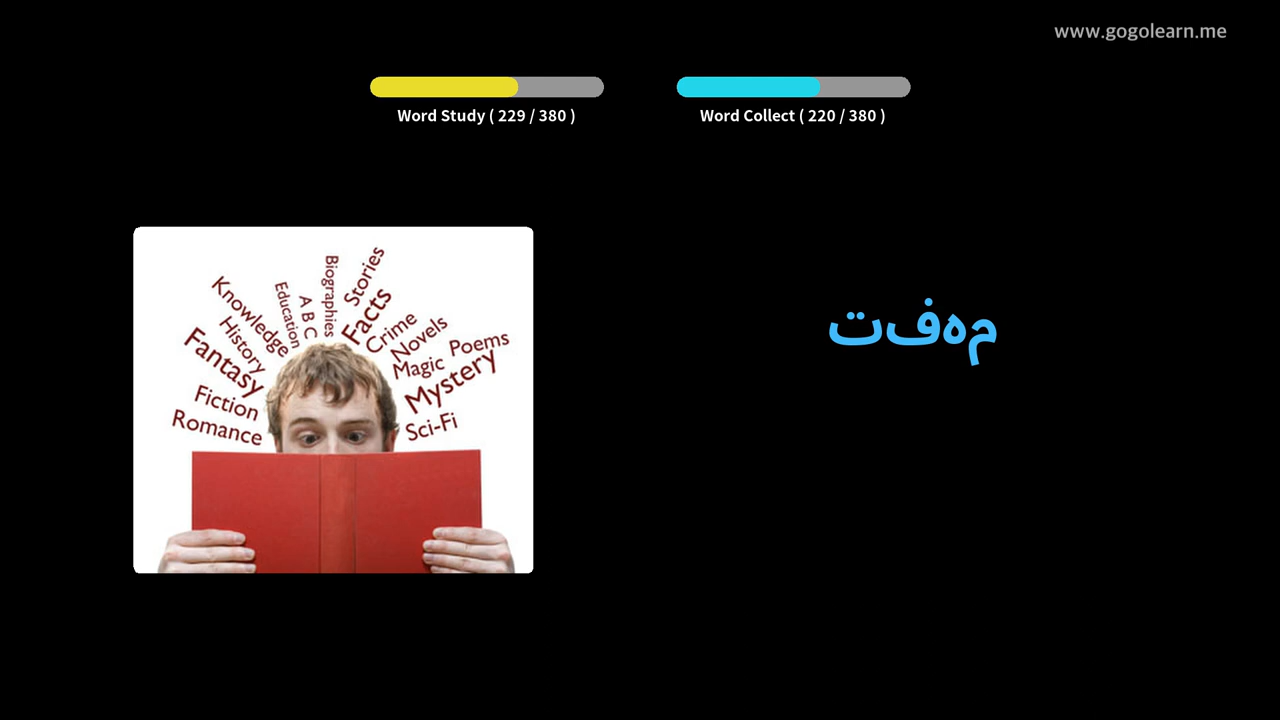 www.gogolearn.me
Word Study ( 229 / 380 )
Word Collect ( 220 / 380 )
Romance
Fiction
Fantasy
History
Knowledge
Education
A B C
Biographies
Stories
Facts
Crime
Novels
Magic
Poems
Mystery
Sci-Fi
مهفت